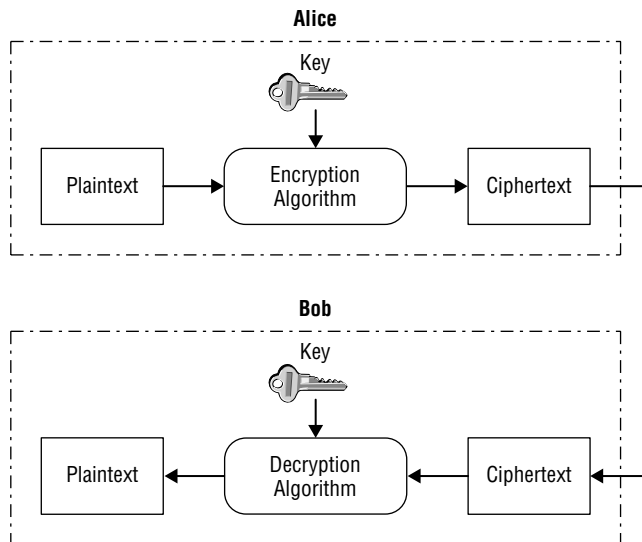 Alice
Key
Plaintext
Encryption
Algorithm
Ciphertext
Bob
Key
Plaintext
Decryption
Algorithm
Ciphertext